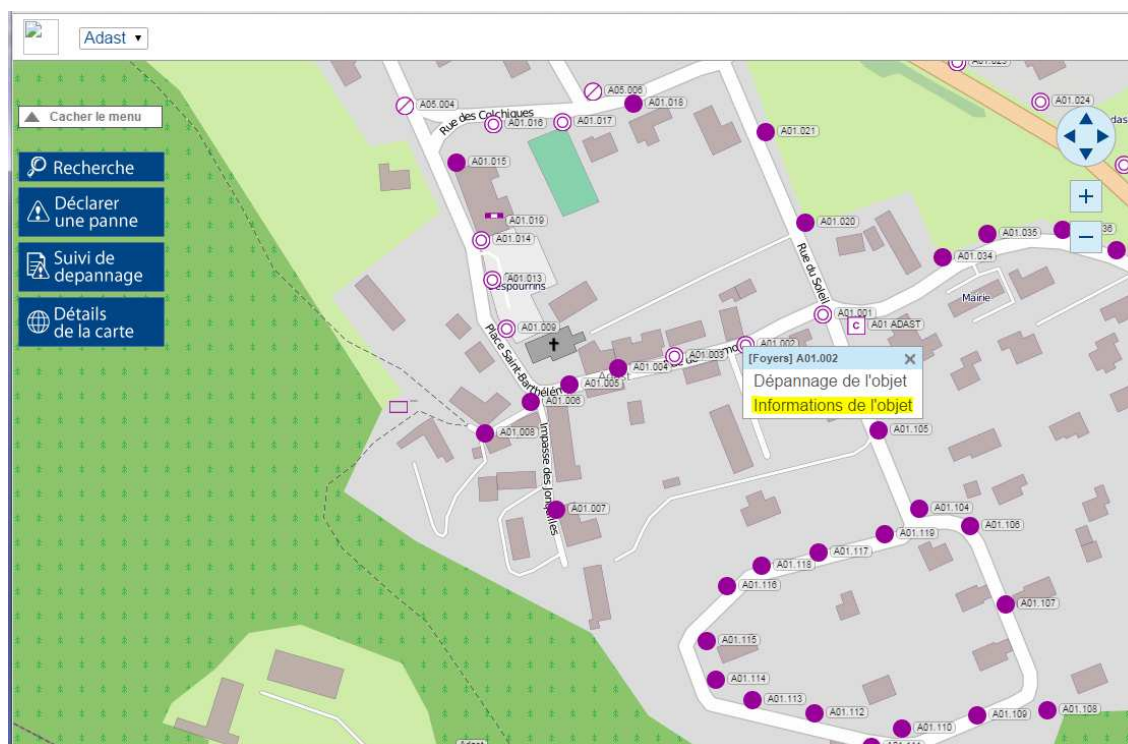 Adast ▾
Cacher le menu
Recherche
Déclarer
une panne
Suivi de
depannage
Détails
de la carte
A05.004
A05.006
A01.018
A01.023
A01.024
Rue des Colchiques
A01.016
A01.017
A01.021
A01.015
A01.019
A01.014
A01.020
A01.035
A01.034
Rue du Soleil
A01.013
Mairie
A01.009
A01.001
C
A01 ADAST
Place Saint-Barthélém
A01.002
A01.003
A01.004
A01.005
A01.006
A01.008
[Foyers] A01.002
Dépannage de l'objet
Informations de l'objet
A01.105
Impasse des Jonquilles
A01.007
A01.104
A01.106
A01.119
A01.117
A01.118
A01.116
A01.107
A01.115
A01.114
A01.113
A01.112
A01.110
A01.109
A01.108
Adast